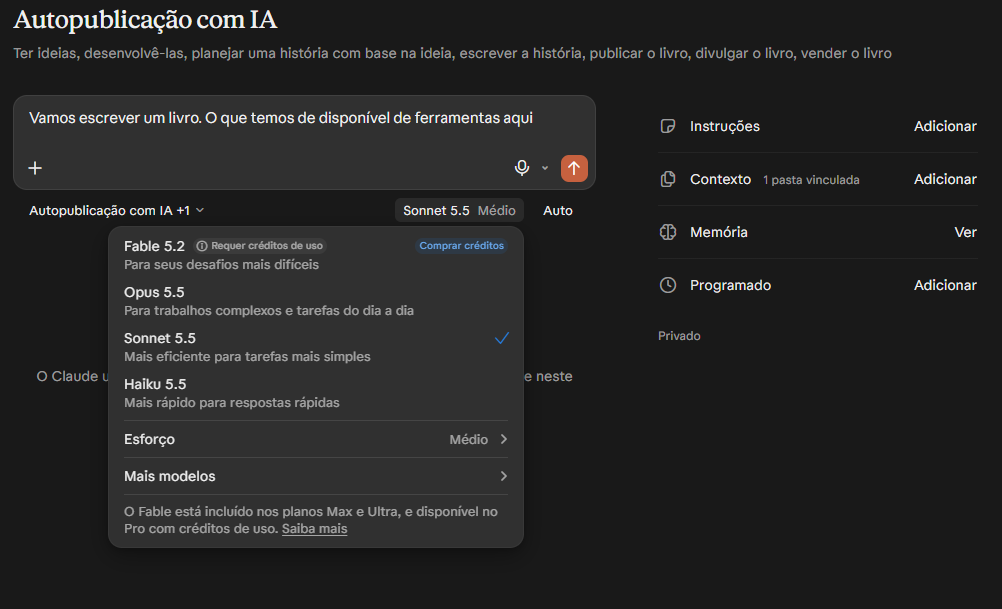 Autopublicação com IA
Ter ideias, desenvolvê-las, planejar uma história com base na ideia, escrever a história, publicar o livro, divulgar o livro, vender o livro
Vamos escrever um livro. O que temos de disponível de ferramentas aqui
Autopublicação com IA +1
Sonnet 5.5 Médio
Auto
Fable 5.2 Requer créditos de uso Comprar créditos
Para seus desafios mais difíceis
Opus 5.5
Para trabalhos complexos e tarefas do dia a dia
Sonnet 5.5
Mais eficiente para tarefas mais simples
Haiku 5.5
Mais rápido para respostas rápidas
Esforço Médio
Mais modelos
O Fable está incluído nos planos Max e Ultra, e disponível no
Pro com créditos de uso. Saiba mais
O Claude
neste
Instruções Adicionar
Contexto 1 pasta vinculada Adicionar
Memória Ver
Programado Adicionar
Privado